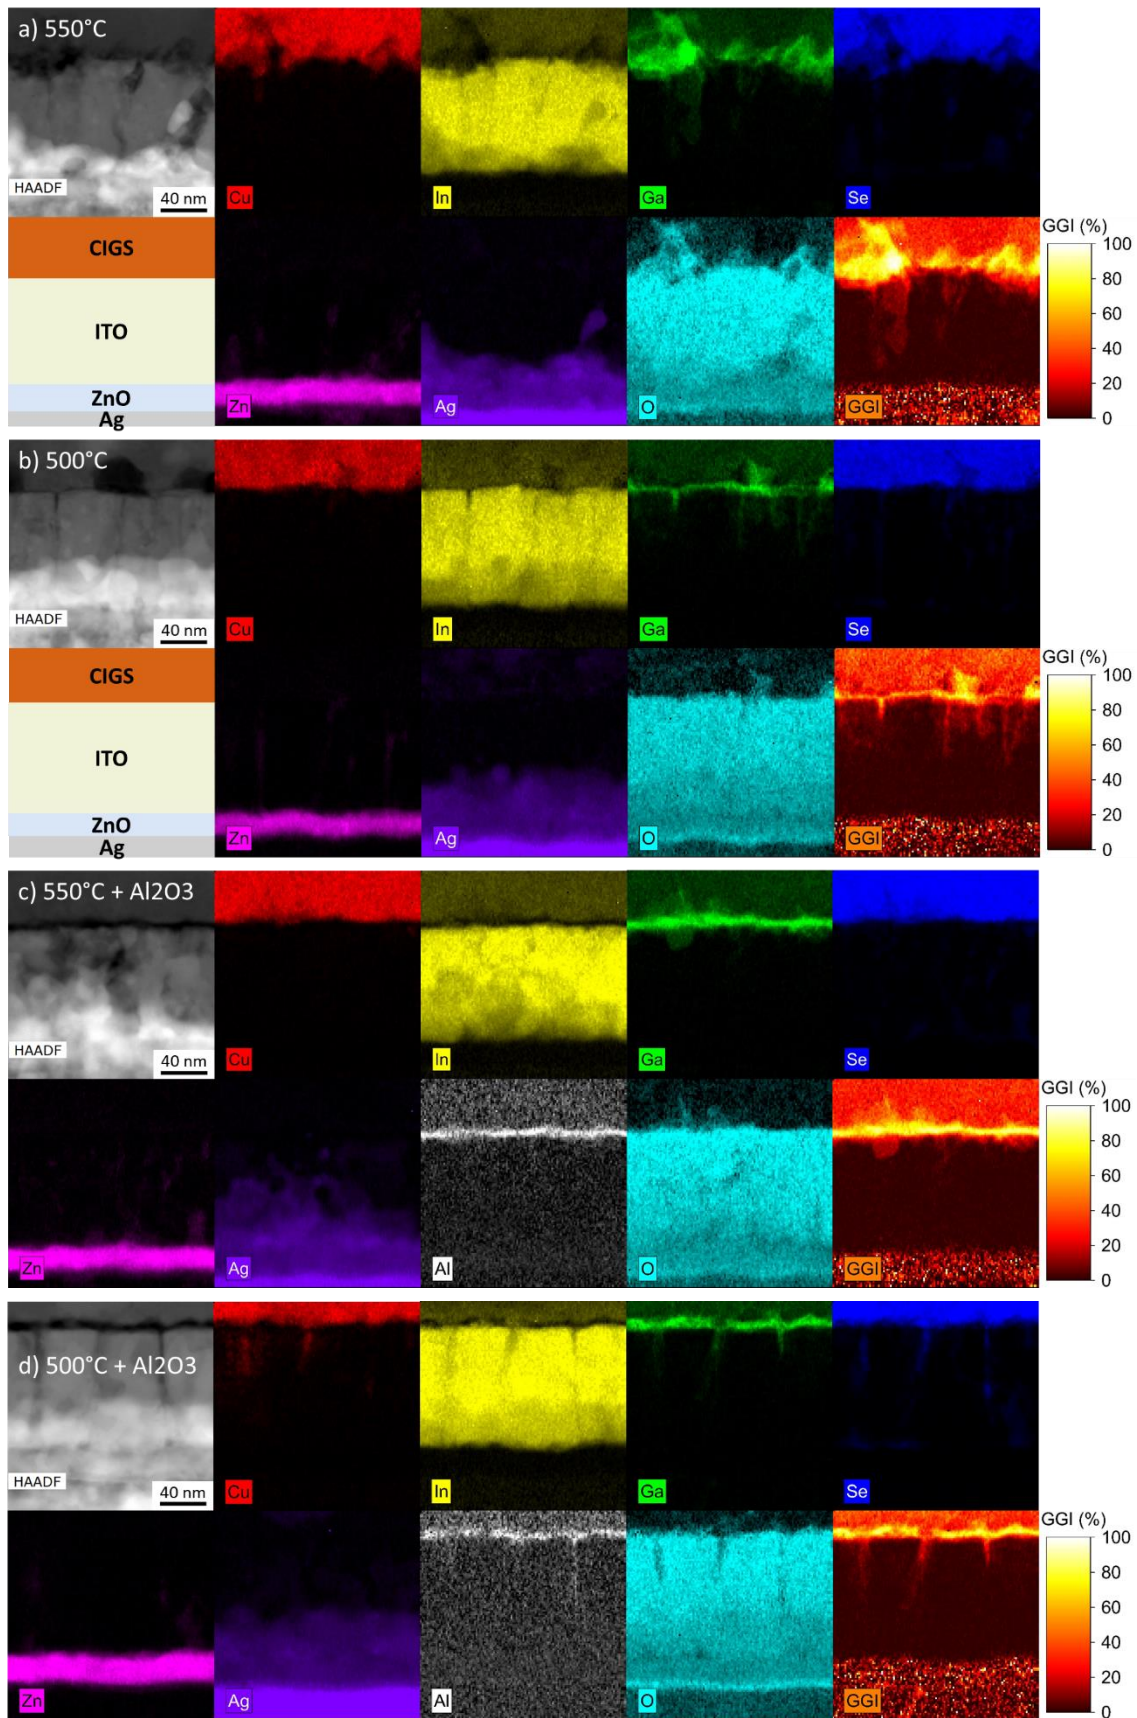 a) 550°C
HAADF
40 nm
Cu
In
Ga
Se
CIGS
ITO
ZnO
Ag
Zn
Ag
O
GGI
GGI (%)
100
80
60
40
20
0
b) 500°C
HAADF
40 nm
Cu
In
Ga
Se
CIGS
ITO
ZnO
Ag
Zn
Ag
O
GGI
GGI (%)
100
80
60
40
20
0
c) 550°C + Al2O3
HAADF
40 nm
Cu
In
Ga
Se
Zn
Ag
Al
O
GGI
GGI (%)
100
80
60
40
20
0
d) 500°C + Al2O3
HAADF
40 nm
Cu
In
Ga
Se
Zn
Ag
Al
O
GGI
GGI (%)
100
80
60
40
20
0